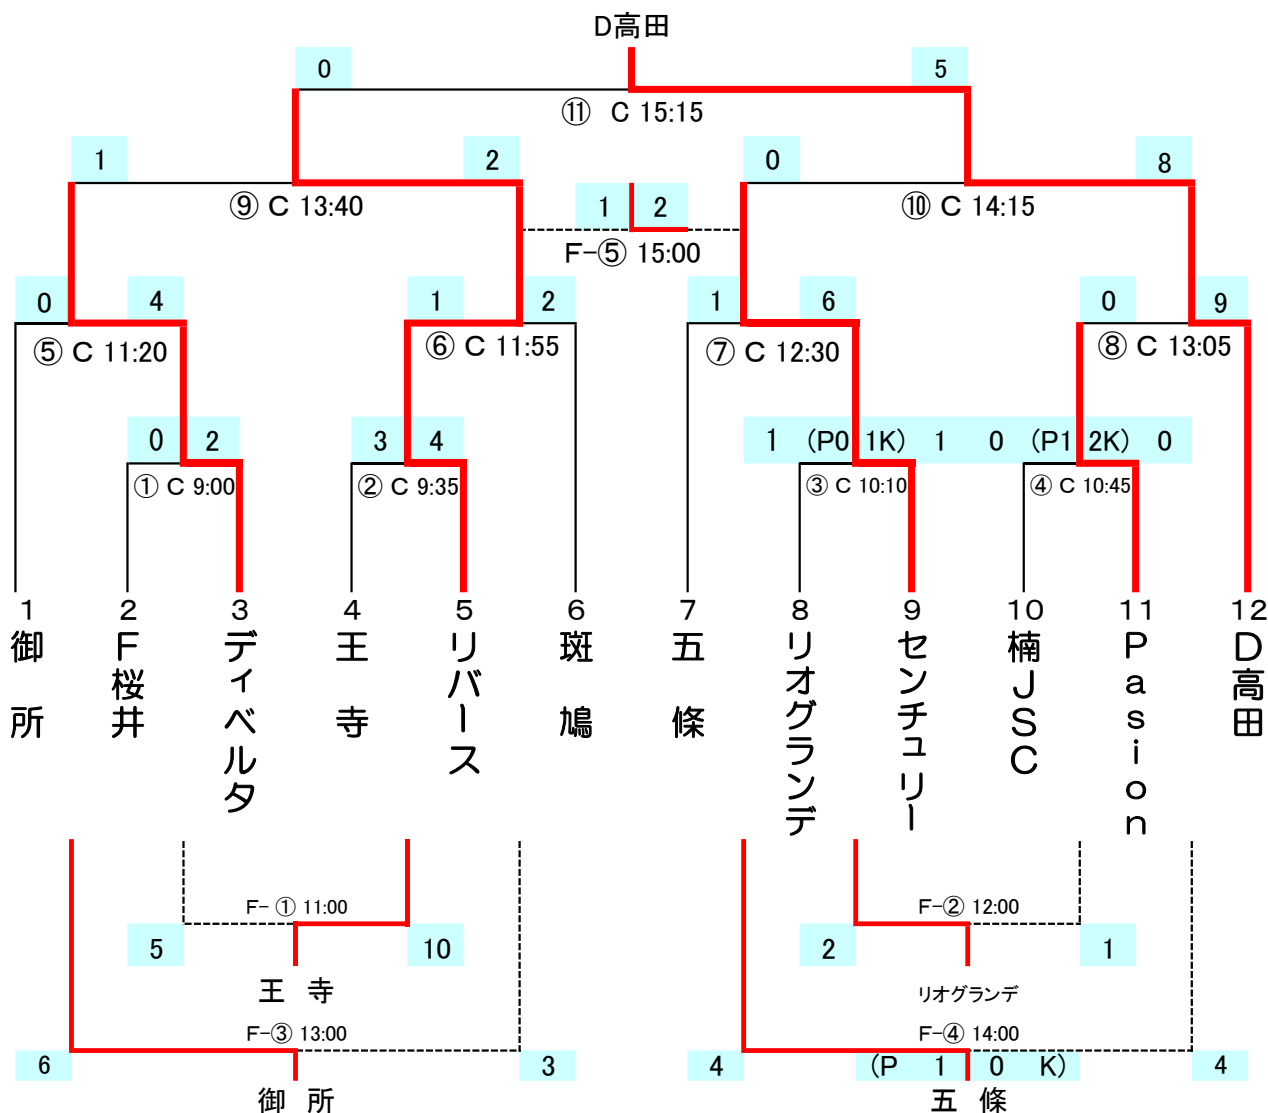 D高田
0 5
⑪ C 15:15
1 2 0 8
⑨ C 13:40
1 2
⑩ C 14:15
F-⑤ 15:00
0 4 1 2 1 6 0 9
⑤ C 11:20
⑥ C 11:55
⑦ C 12:30
⑧ C 13:05
0 2 3 4 1 (P0 1K) 1 0 (P1 2K) 0
① C 9:00
② C 9:35
③ C 10:10
④ C 10:45
1 2 3 4 5 6 7 8 9 10 11 12
御所
F桜井
ディベルタ
王寺
リバース
斑鳩
五條
リオグランデ
センチュリー
楠JSC
Pasion
D高田
F-① 11:00
F-② 12:00
5 10 2 1
王寺
リオグランデ
F-③ 13:00
F-④ 14:00
6 3 4 (P 1 0 K) 4
御所
五條